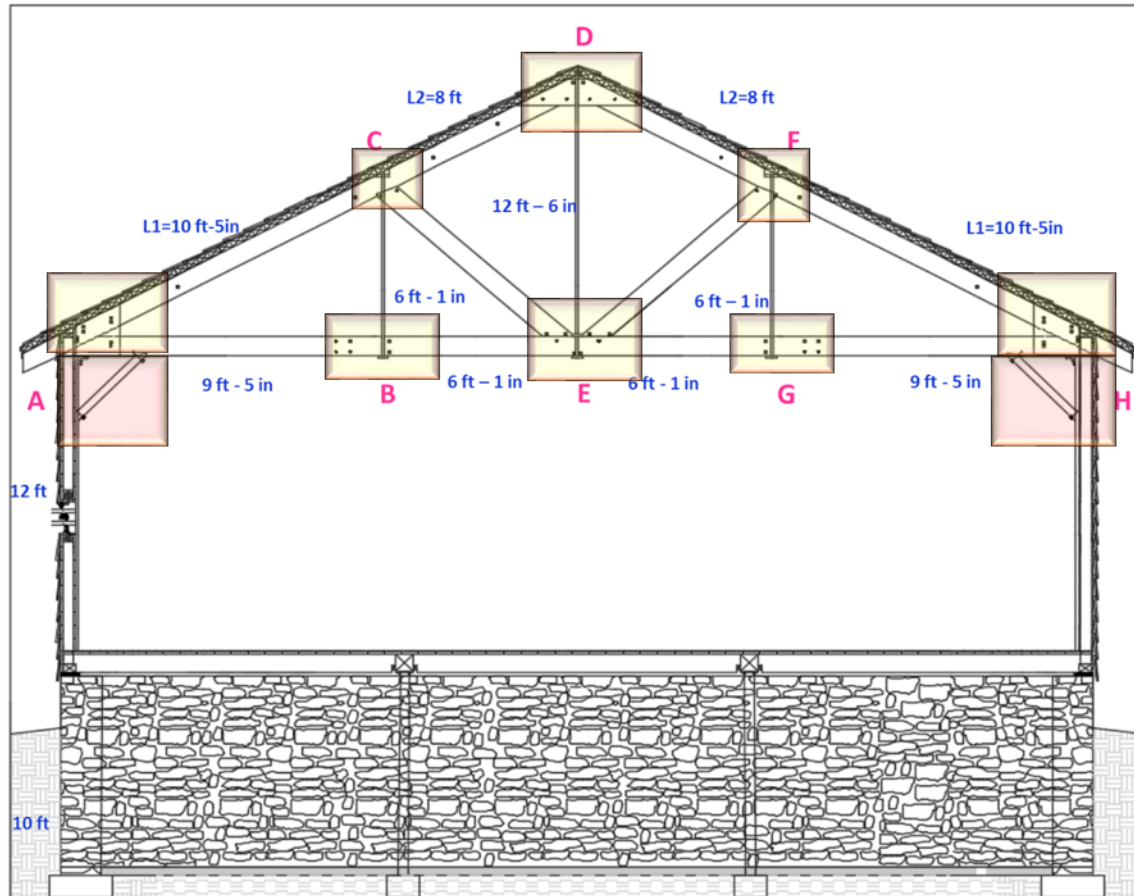 D
L2=8 ft
L2=8 ft
C
F
12 ft – 6 in
L1=10 ft-5in
L1=10 ft-5in
6 ft - 1 in
6 ft – 1 in
9 ft - 5 in
6 ft – 1 in
6 ft - 1 in
9 ft - 5 in
A
B
E
G
H
12 ft
10 ft